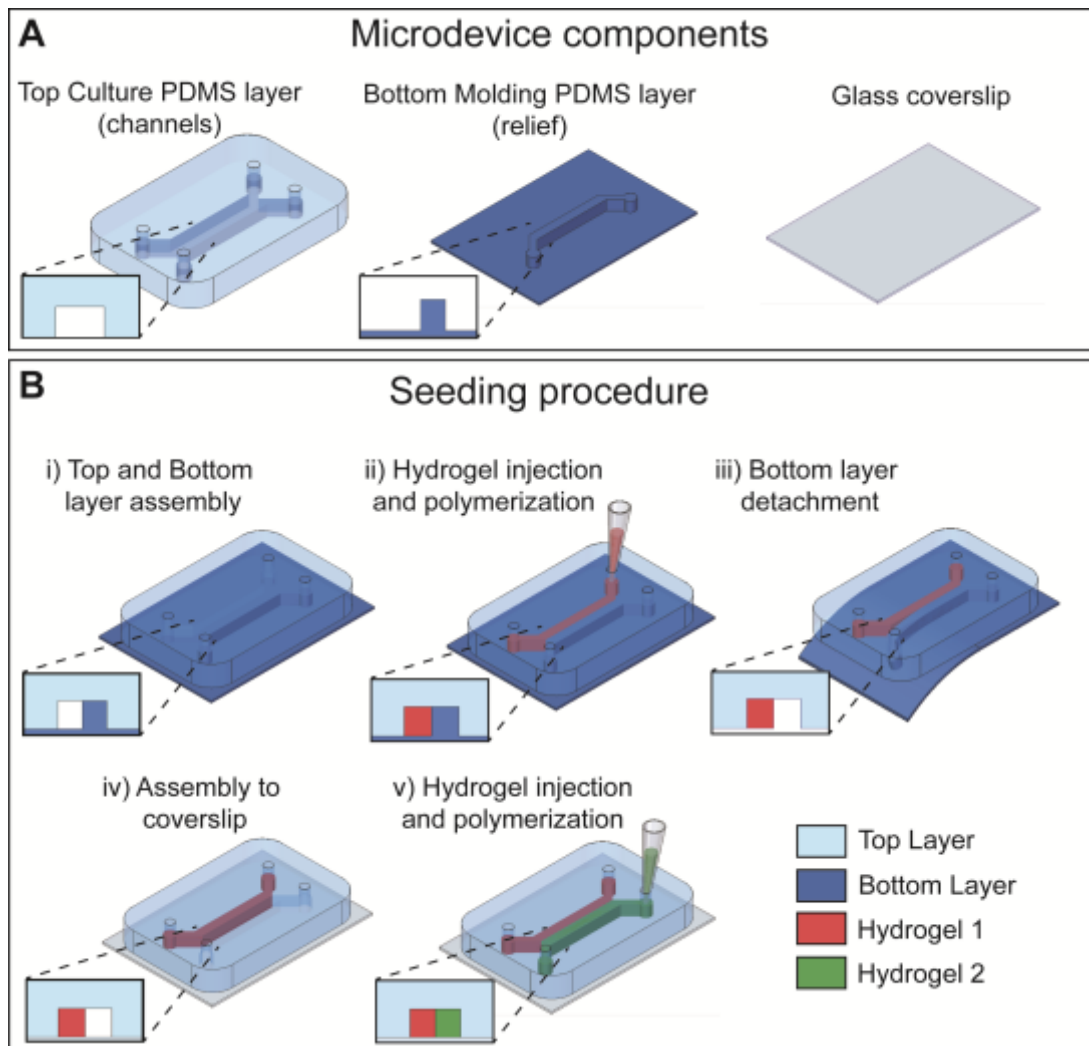 A
Microdevice components
Top Culture PDMS layer
(channels)
Bottom Molding PDMS layer
(relief)
Glass coverslip
B
Seeding procedure
i) Top and Bottom
layer assembly
ii) Hydrogel injection
and polymerization
iii) Bottom layer
detachment
iv) Assembly to
coverslip
v) Hydrogel injection
and polymerization
Top Layer
Bottom Layer
Hydrogel 1
Hydrogel 2